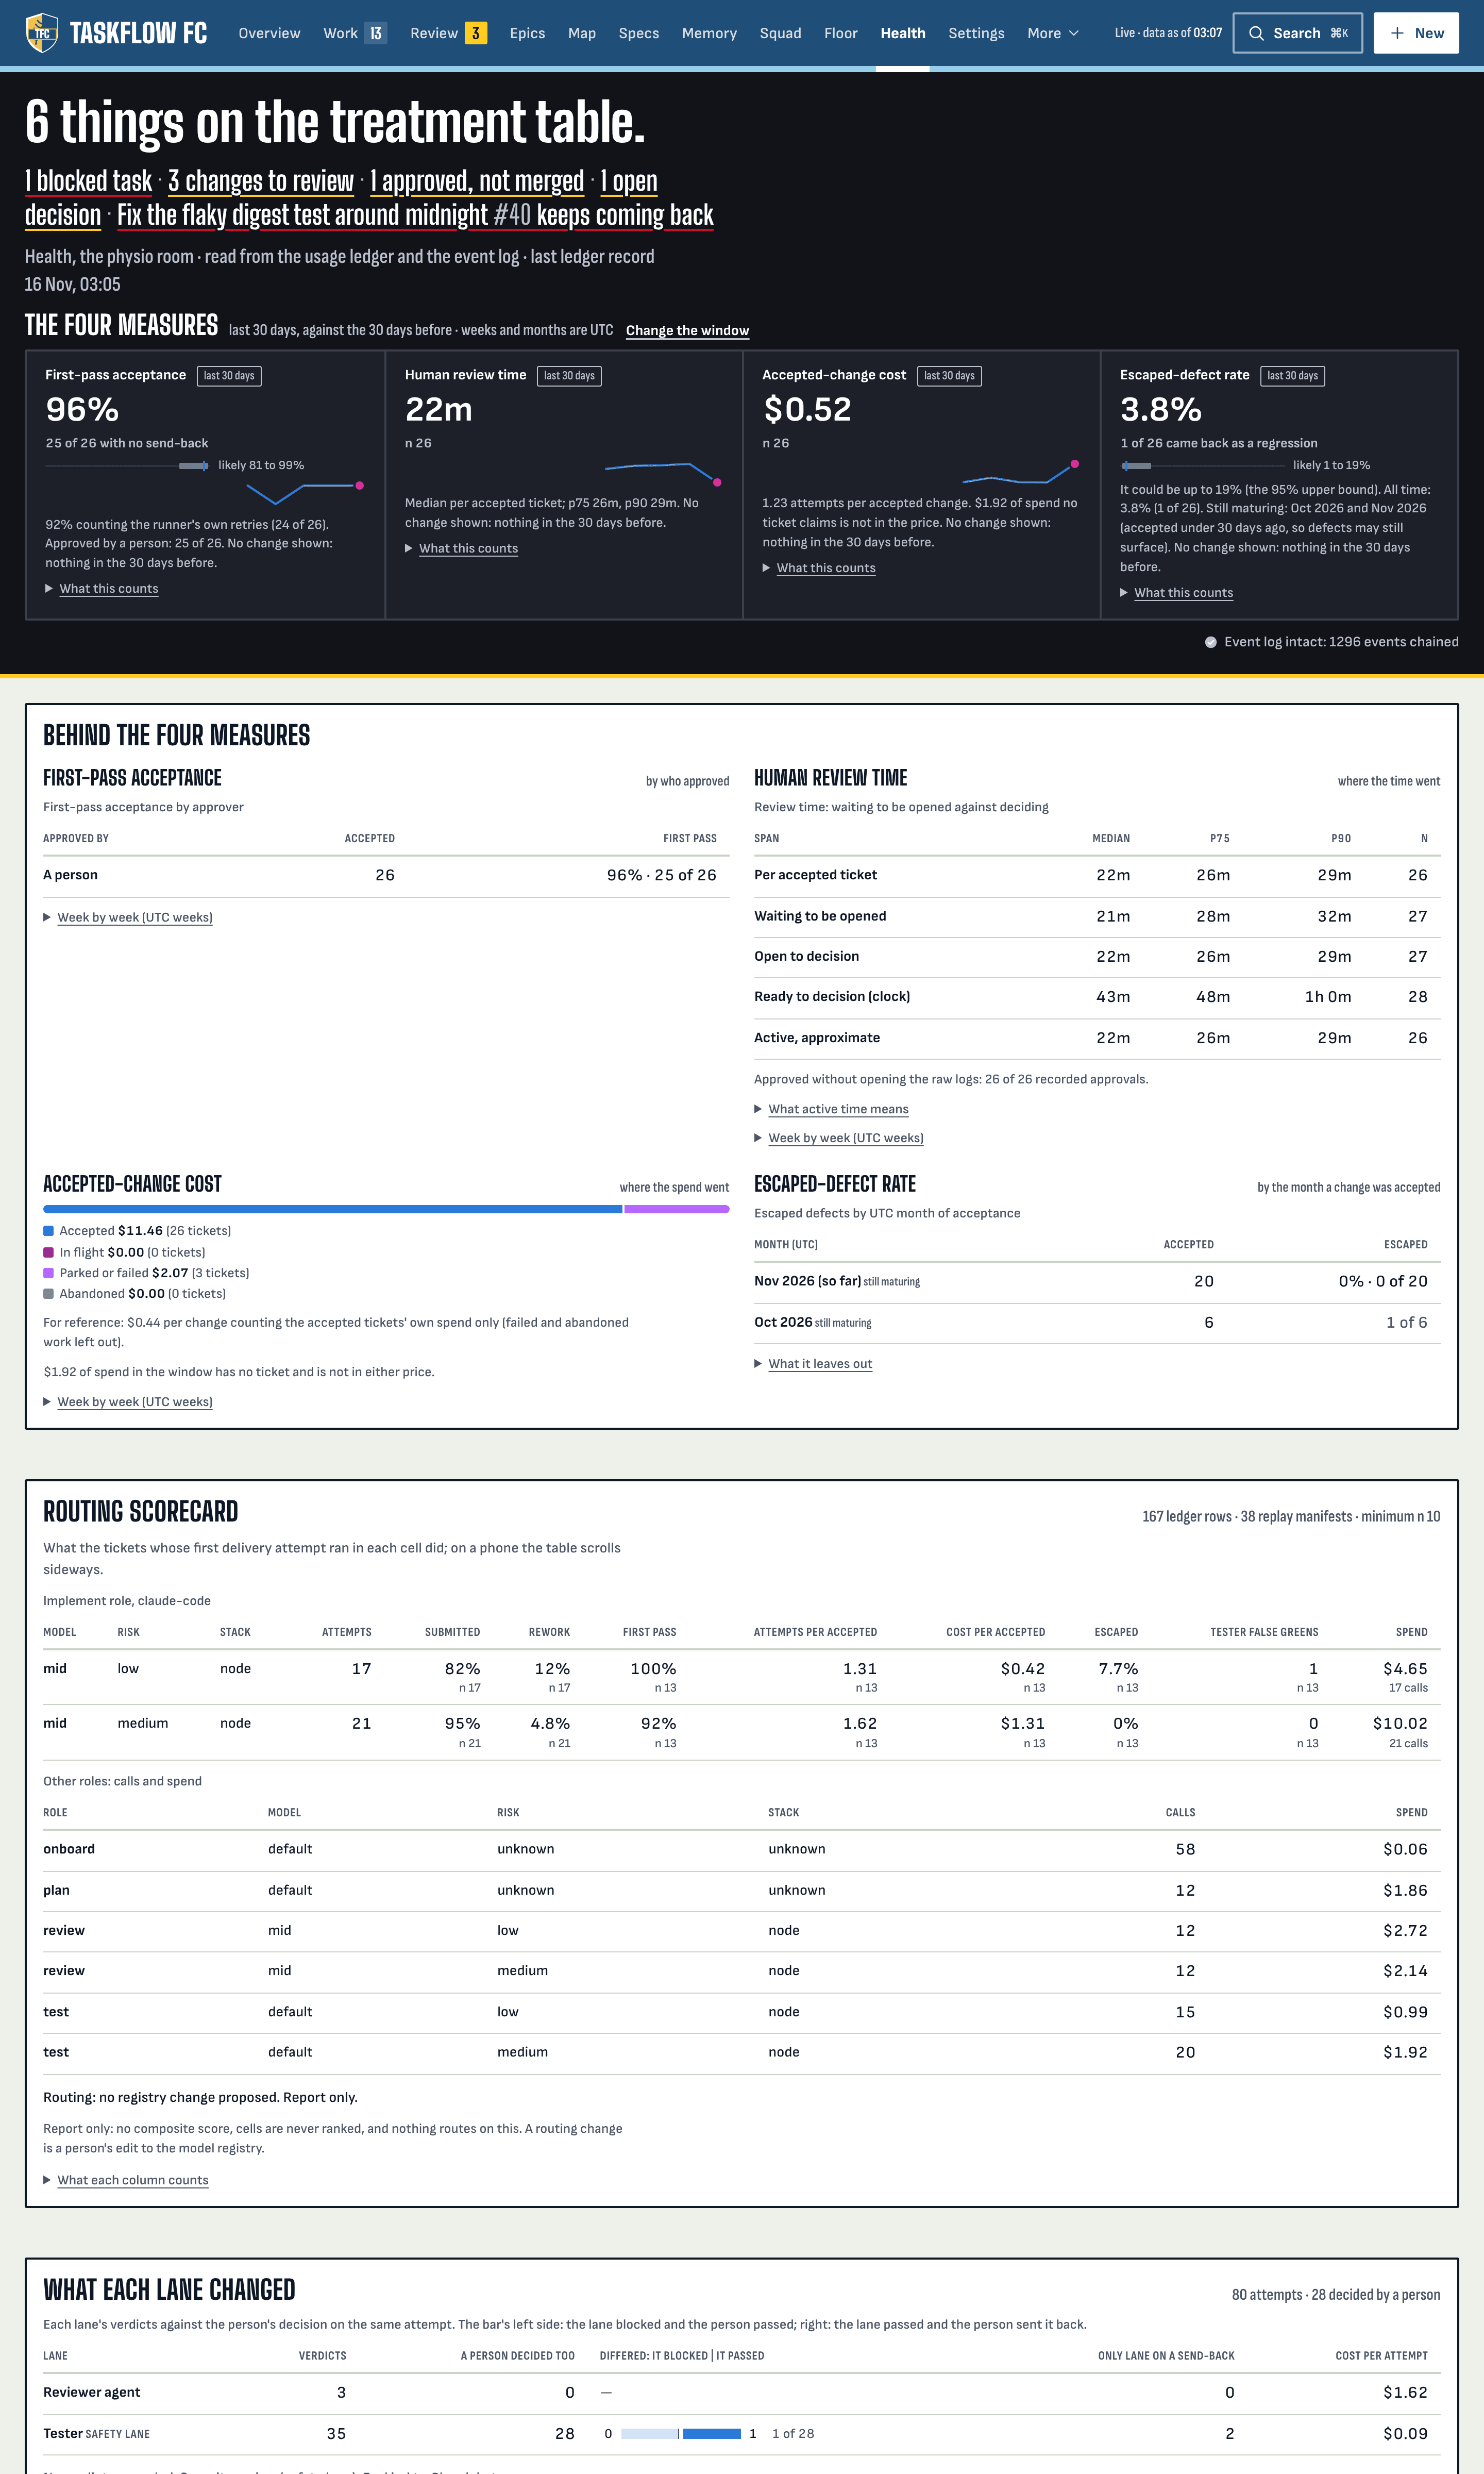 TFC TASKFLOW FC Overview Work 13 Review 3 Epics Map Specs Memory Squad Floor Health Settings More Live · data as of 03:07 Search ⌘K New
6 things on the treatment table.
1 blocked task · 3 changes to review · 1 approved, not merged · 1 open
decision · Fix the flaky digest test around midnight #40 keeps coming back
Health, the physio room · read from the usage ledger and the event log · last ledger record
16 Nov, 03:05
THE FOUR MEASURES last 30 days, against the 30 days before · weeks and months are UTC Change the window
First-pass acceptance last 30 days
96%
25 of 26 with no send-back
likely 81 to 99%
92% counting the runner's own retries (24 of 26).
Approved by a person: 25 of 26. No change shown:
nothing in the 30 days before.
What this counts
Human review time last 30 days
22m
n 26
Median per accepted ticket; p75 26m, p90 29m. No
change shown: nothing in the 30 days before.
What this counts
Accepted-change cost last 30 days
$0.52
n 26
1.23 attempts per accepted change. $1.92 of spend no
ticket claims is not in the price. No change shown:
nothing in the 30 days before.
What this counts
Escaped-defect rate last 30 days
3.8%
1 of 26 came back as a regression
likely 1 to 19%
It could be up to 19% (the 95% upper bound). All time:
3.8% (1 of 26). Still maturing: Oct 2026 and Nov 2026
(accepted under 30 days ago, so defects may still
surface). No change shown: nothing in the 30 days
before.
What this counts
Event log intact: 1296 events chained
BEHIND THE FOUR MEASURES
FIRST-PASS ACCEPTANCE by who approved
First-pass acceptance by approver
APPROVED BY ACCEPTED FIRST PASS
A person 26 96% · 25 of 26
Week by week (UTC weeks)
HUMAN REVIEW TIME where the time went
Review time: waiting to be opened against deciding
SPAN MEDIAN P75 P90 N
Per accepted ticket 22m 26m 29m 26
Waiting to be opened 21m 28m 32m 27
Open to decision 22m 26m 29m 27
Ready to decision (clock) 43m 48m 1h 0m 28
Active, approximate 22m 26m 29m 26
Approved without opening the raw logs: 26 of 26 recorded approvals.
What active time means
Week by week (UTC weeks)
ACCEPTED-CHANGE COST where the spend went
Accepted $11.46 (26 tickets)
In flight $0.00 (0 tickets)
Parked or failed $2.07 (3 tickets)
Abandoned $0.00 (0 tickets)
For reference: $0.44 per change counting the accepted tickets' own spend only (failed and abandoned
work left out).
$1.92 of spend in the window has no ticket and is not in either price.
Week by week (UTC weeks)
ESCAPED-DEFECT RATE by the month a change was accepted
Escaped defects by UTC month of acceptance
MONTH (UTC) ACCEPTED ESCAPED
Nov 2026 (so far) still maturing 20 0% · 0 of 20
Oct 2026 still maturing 6 1 of 6
What it leaves out
ROUTING SCORECARD 167 ledger rows · 38 replay manifests · minimum n 10
What the tickets whose first delivery attempt ran in each cell did; on a phone the table scrolls
sideways.
Implement role, claude-code
MODEL RISK STACK ATTEMPTS SUBMITTED REWORK FIRST PASS ATTEMPTS PER ACCEPTED COST PER ACCEPTED ESCAPED TESTER FALSE GREENS SPEND
mid low node 17 82% 12% 100% 1.31 $0.42 7.7% 1 $4.65
n 17 n 17 n 13 n 13 n 13 n 13 n 13 17 calls
mid medium node 21 95% 4.8% 92% 1.62 $1.31 0% 0 $10.02
n 21 n 21 n 13 n 13 n 13 n 13 n 13 21 calls
Other roles: calls and spend
ROLE MODEL RISK STACK CALLS SPEND
onboard default unknown unknown 58 $0.06
plan default unknown unknown 12 $1.86
review mid low node 12 $2.72
review mid medium node 12 $2.14
test default low node 15 $0.99
test default medium node 20 $1.92
Routing: no registry change proposed. Report only.
Report only: no composite score, cells are never ranked, and nothing routes on this. A routing change
is a person's edit to the model registry.
What each column counts
WHAT EACH LANE CHANGED 80 attempts · 28 decided by a person
Each lane's verdicts against the person's decision on the same attempt. The bar's left side: the lane blocked and the person passed; right: the lane passed and the person sent it back.
LANE VERDICTS A PERSON DECIDED TOO DIFFERED: IT BLOCKED | IT PASSED ONLY LANE ON A SEND-BACK COST PER ATTEMPT
Reviewer agent 3 0 — 0 $1.62
Tester SAFETY LANE 35 28 0 1 1 of 28 2 $0.09